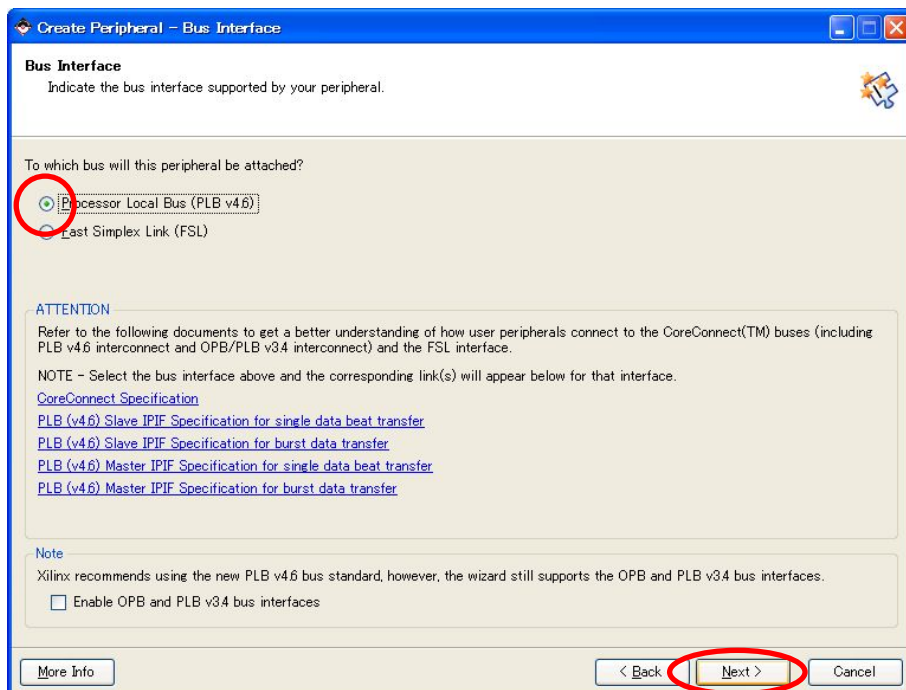 Create Peripheral - Bus Interface
Bus Interface
Indicate the bus interface supported by your peripheral.
To which bus will this peripheral be attached?
Processor Local Bus (PLB v4.6)
Fast Simplex Link (FSL)
ATTENTION
Refer to the following documents to get a better understanding of how user peripherals connect to the CoreConnect(TM) buses (including
PLB v4.6 interconnect and OPB/PLB v3.4 interconnect) and the FSL interface.
NOTE - Select the bus interface above and the corresponding link(s) will appear below for that interface.
CoreConnect Specification
PLB (v4.6) Slave IPIF Specification for single data beat transfer
PLB (v4.6) Slave IPIF Specification for burst data transfer
PLB (v4.6) Master IPIF Specification for single data beat transfer
PLB (v4.6) Master IPIF Specification for burst data transfer
Note
Xilinx recommends using the new PLB v4.6 bus standard, however, the wizard still supports the OPB and PLB v3.4 bus interfaces.
Enable OPB and PLB v3.4 bus interfaces
More Info
< Back
Next >
Cancel